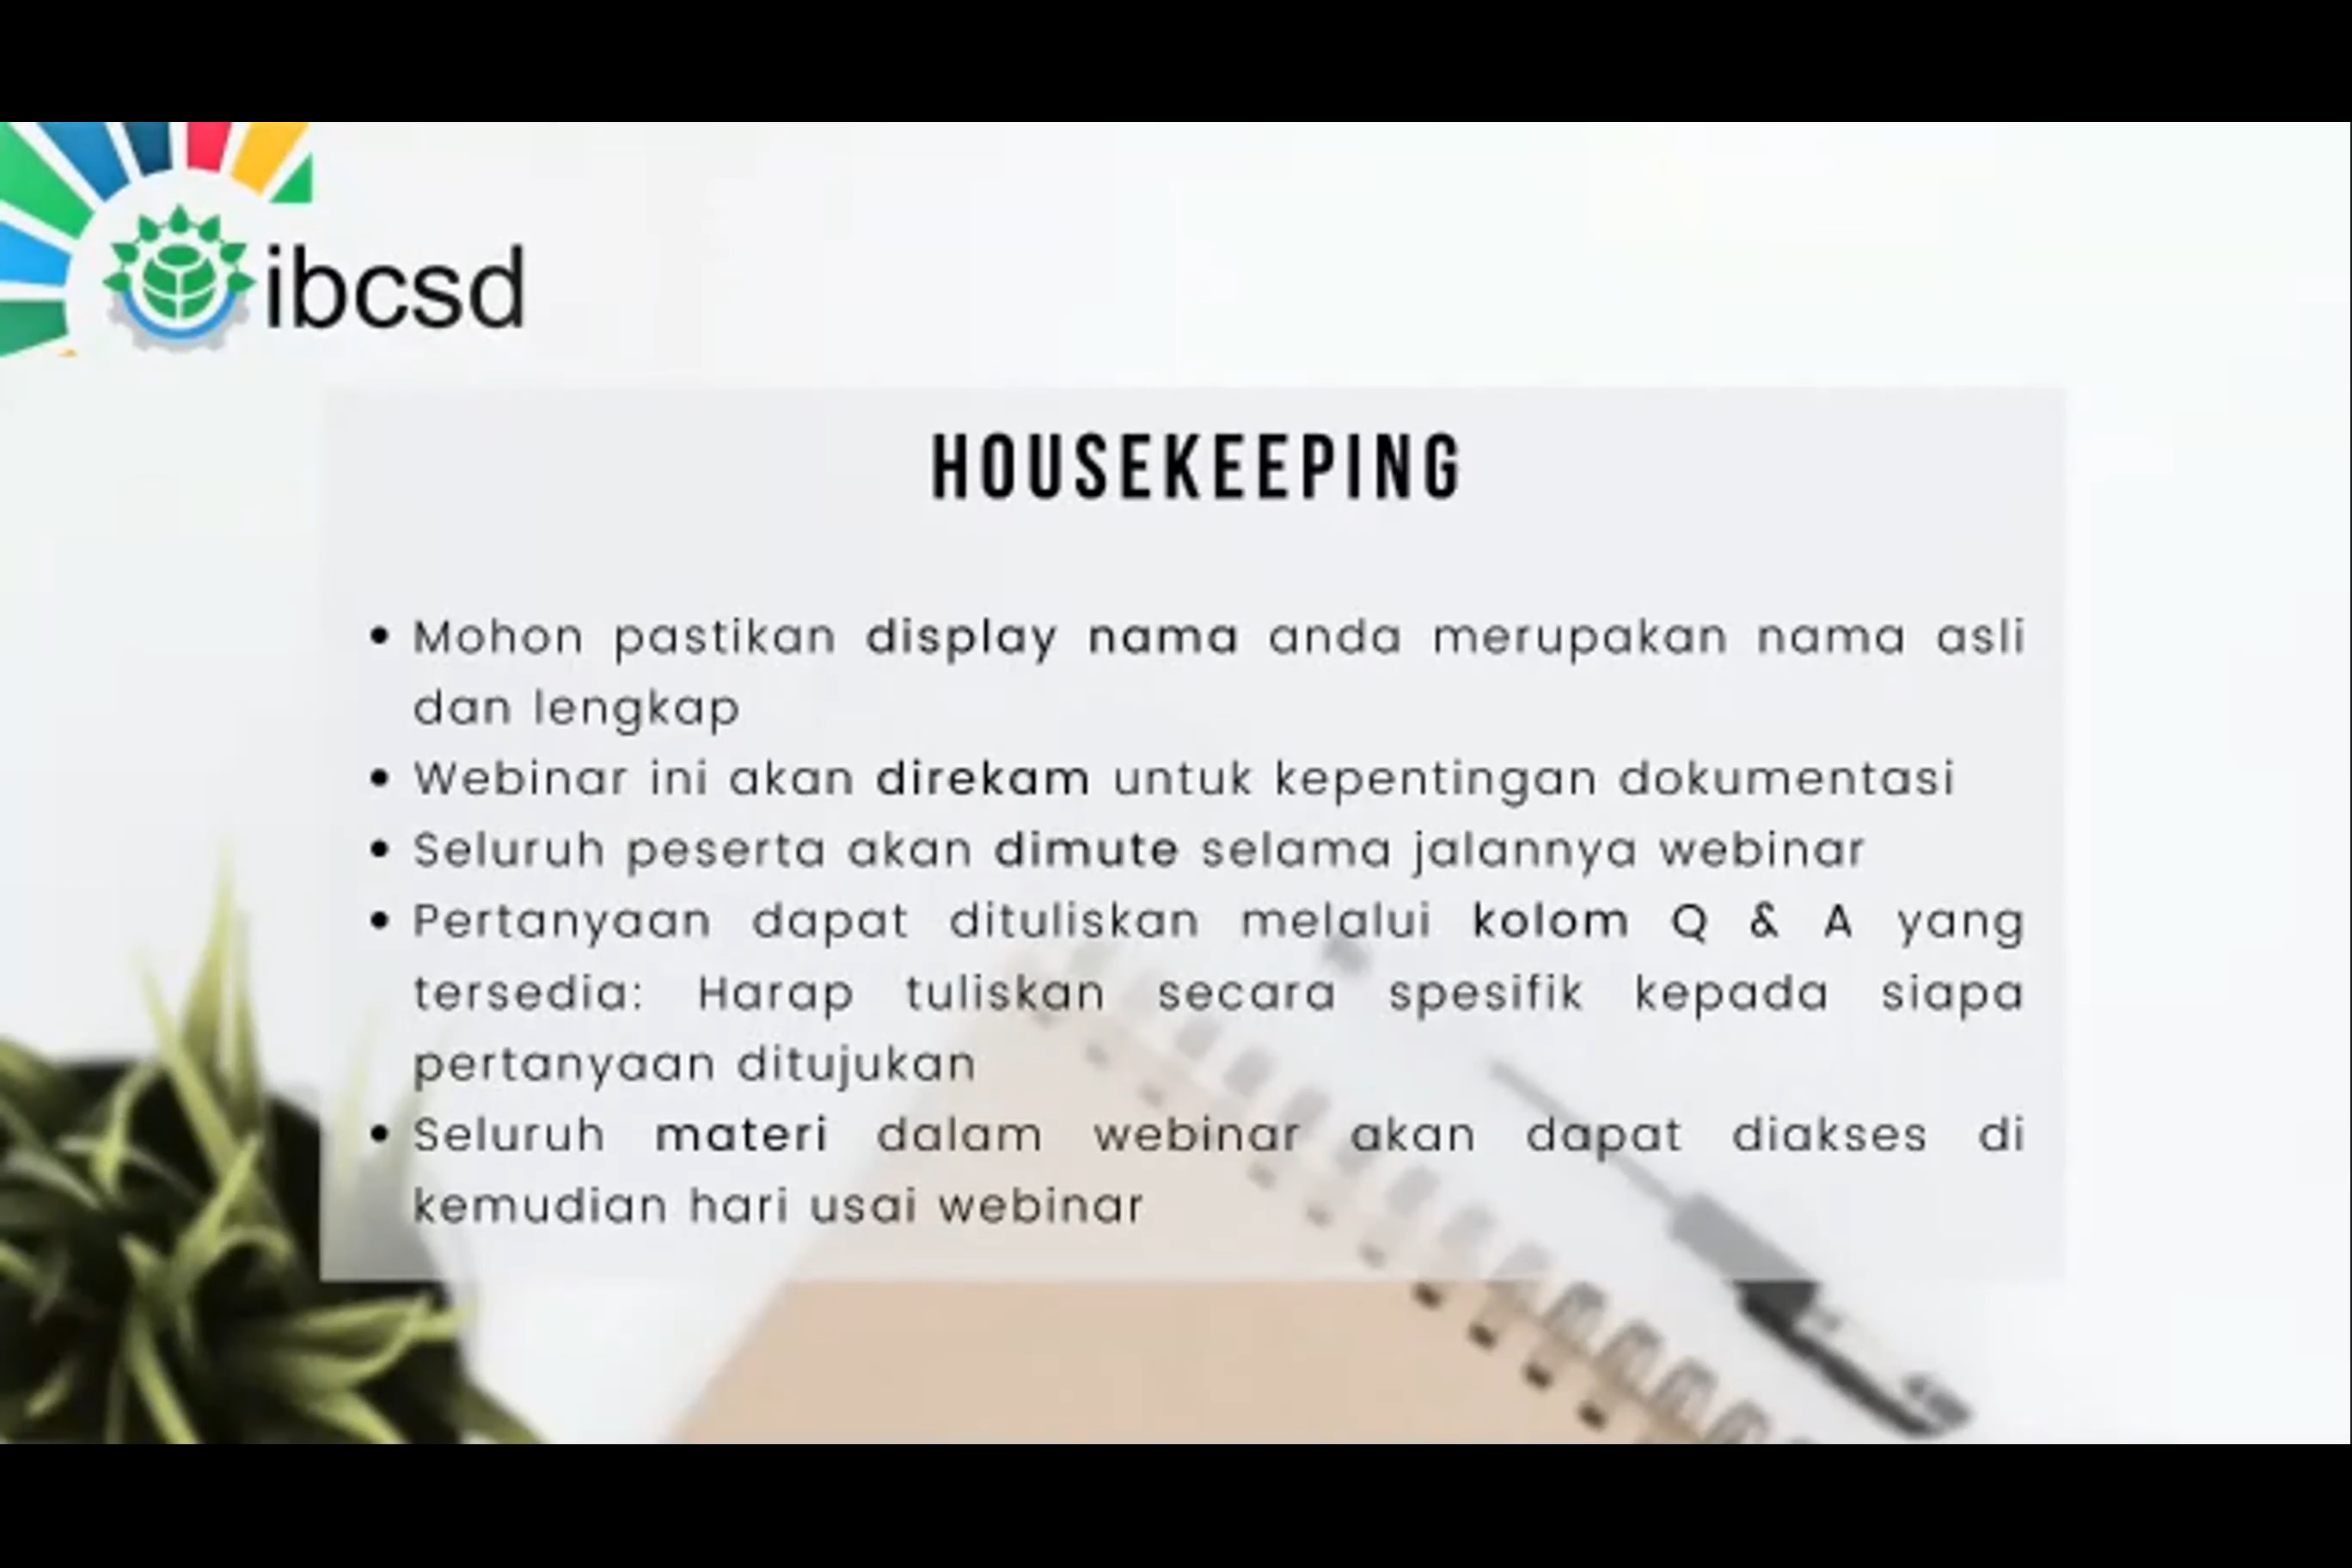 ibcsd
HOUSEKEEPING
• Mohon pastikan display nama anda merupakan nama asli
dan lengkap
• Webinar ini akan direkam untuk kepentingan dokumentasi
• Seluruh peserta akan dimute selama jalannya webinar
• Pertanyaan dapat dituliskan melalui kolom Q & A yang
tersedia: Harap tuliskan secara spesifik kepada siapa
pertanyaan ditujukan
• Seluruh materi dalam webinar akan dapat diakses di
kemudian hari usai webinar